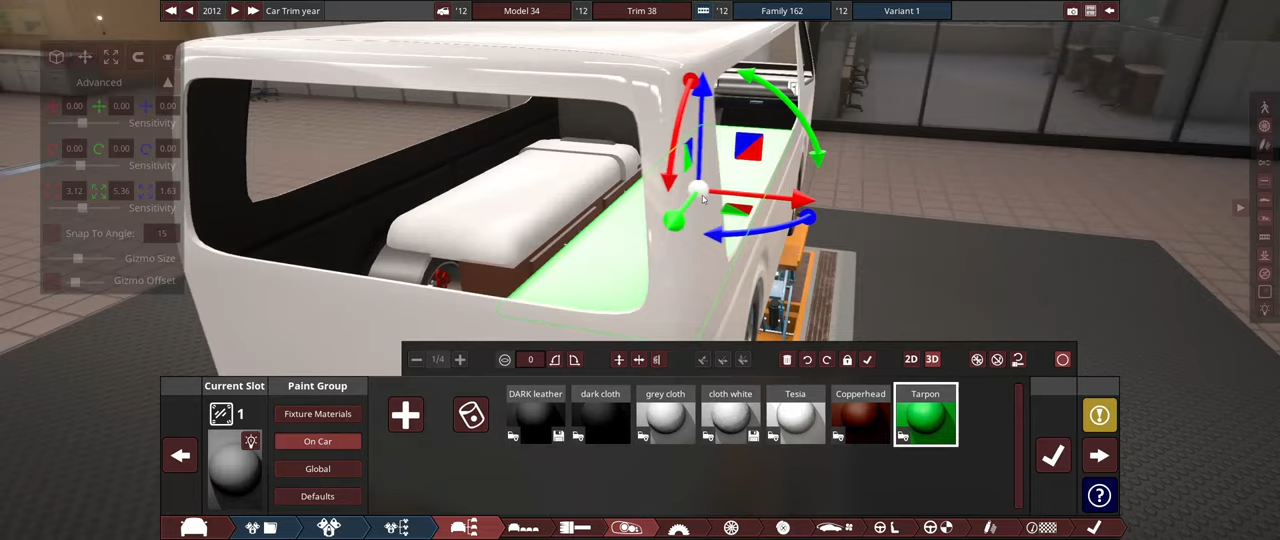 2012 Car Trim year '12 Model 34 '12 Trim 38 '12 Family 162 '12 Variant 1
Advanced
0.00 0.00 0.00
Sensitivity
0.00 0.00 0.00
Sensitivity
3.12 5.36 1.63
Sensitivity
Snap To Angle: 15
Gizmo Size
Gizmo Offset
1/4 0 2D 3D
Current Slot Paint Group
1
Fixture Materials
On Car
Global
Defaults
DARK leather dark cloth grey cloth cloth white Tesia Copperhead Tarpon